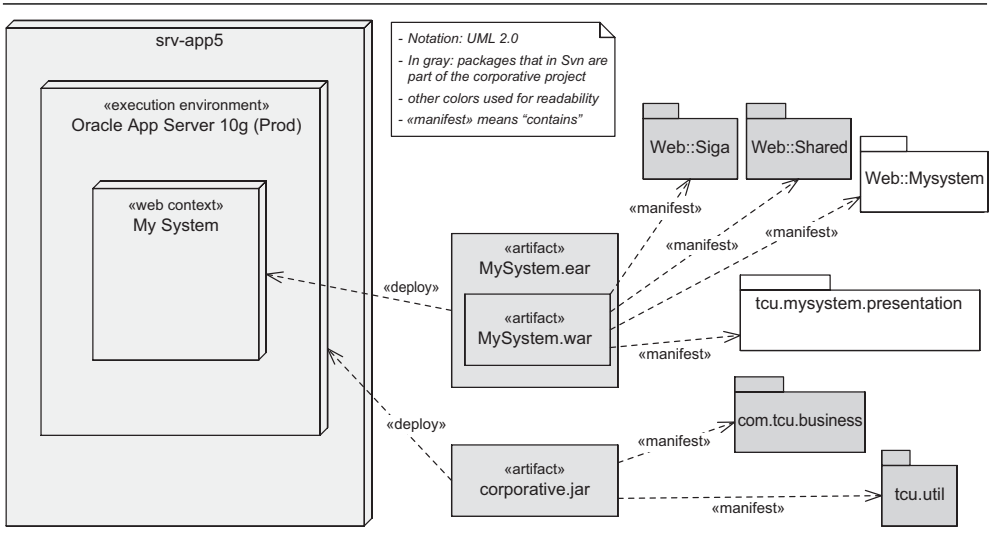 srv-app5
«execution environment»
Oracle App Server 10g (Prod)
«web context»
My System
- Notation: UML 2.0
- In gray: packages that in Svn are
part of the corporative project
- other colors used for readability
- «manifest» means “contains”
Web::Siga
Web::Shared
Web::Mysystem
«manifest»
«manifest»
«manifest»
«artifact»
MySystem.ear
«deploy»
«artifact»
MySystem.war
tcu.mysystem.presentation
«manifest»
«deploy»
com.tcu.business
«manifest»
«artifact»
corporative.jar
tcu.util
«manifest»